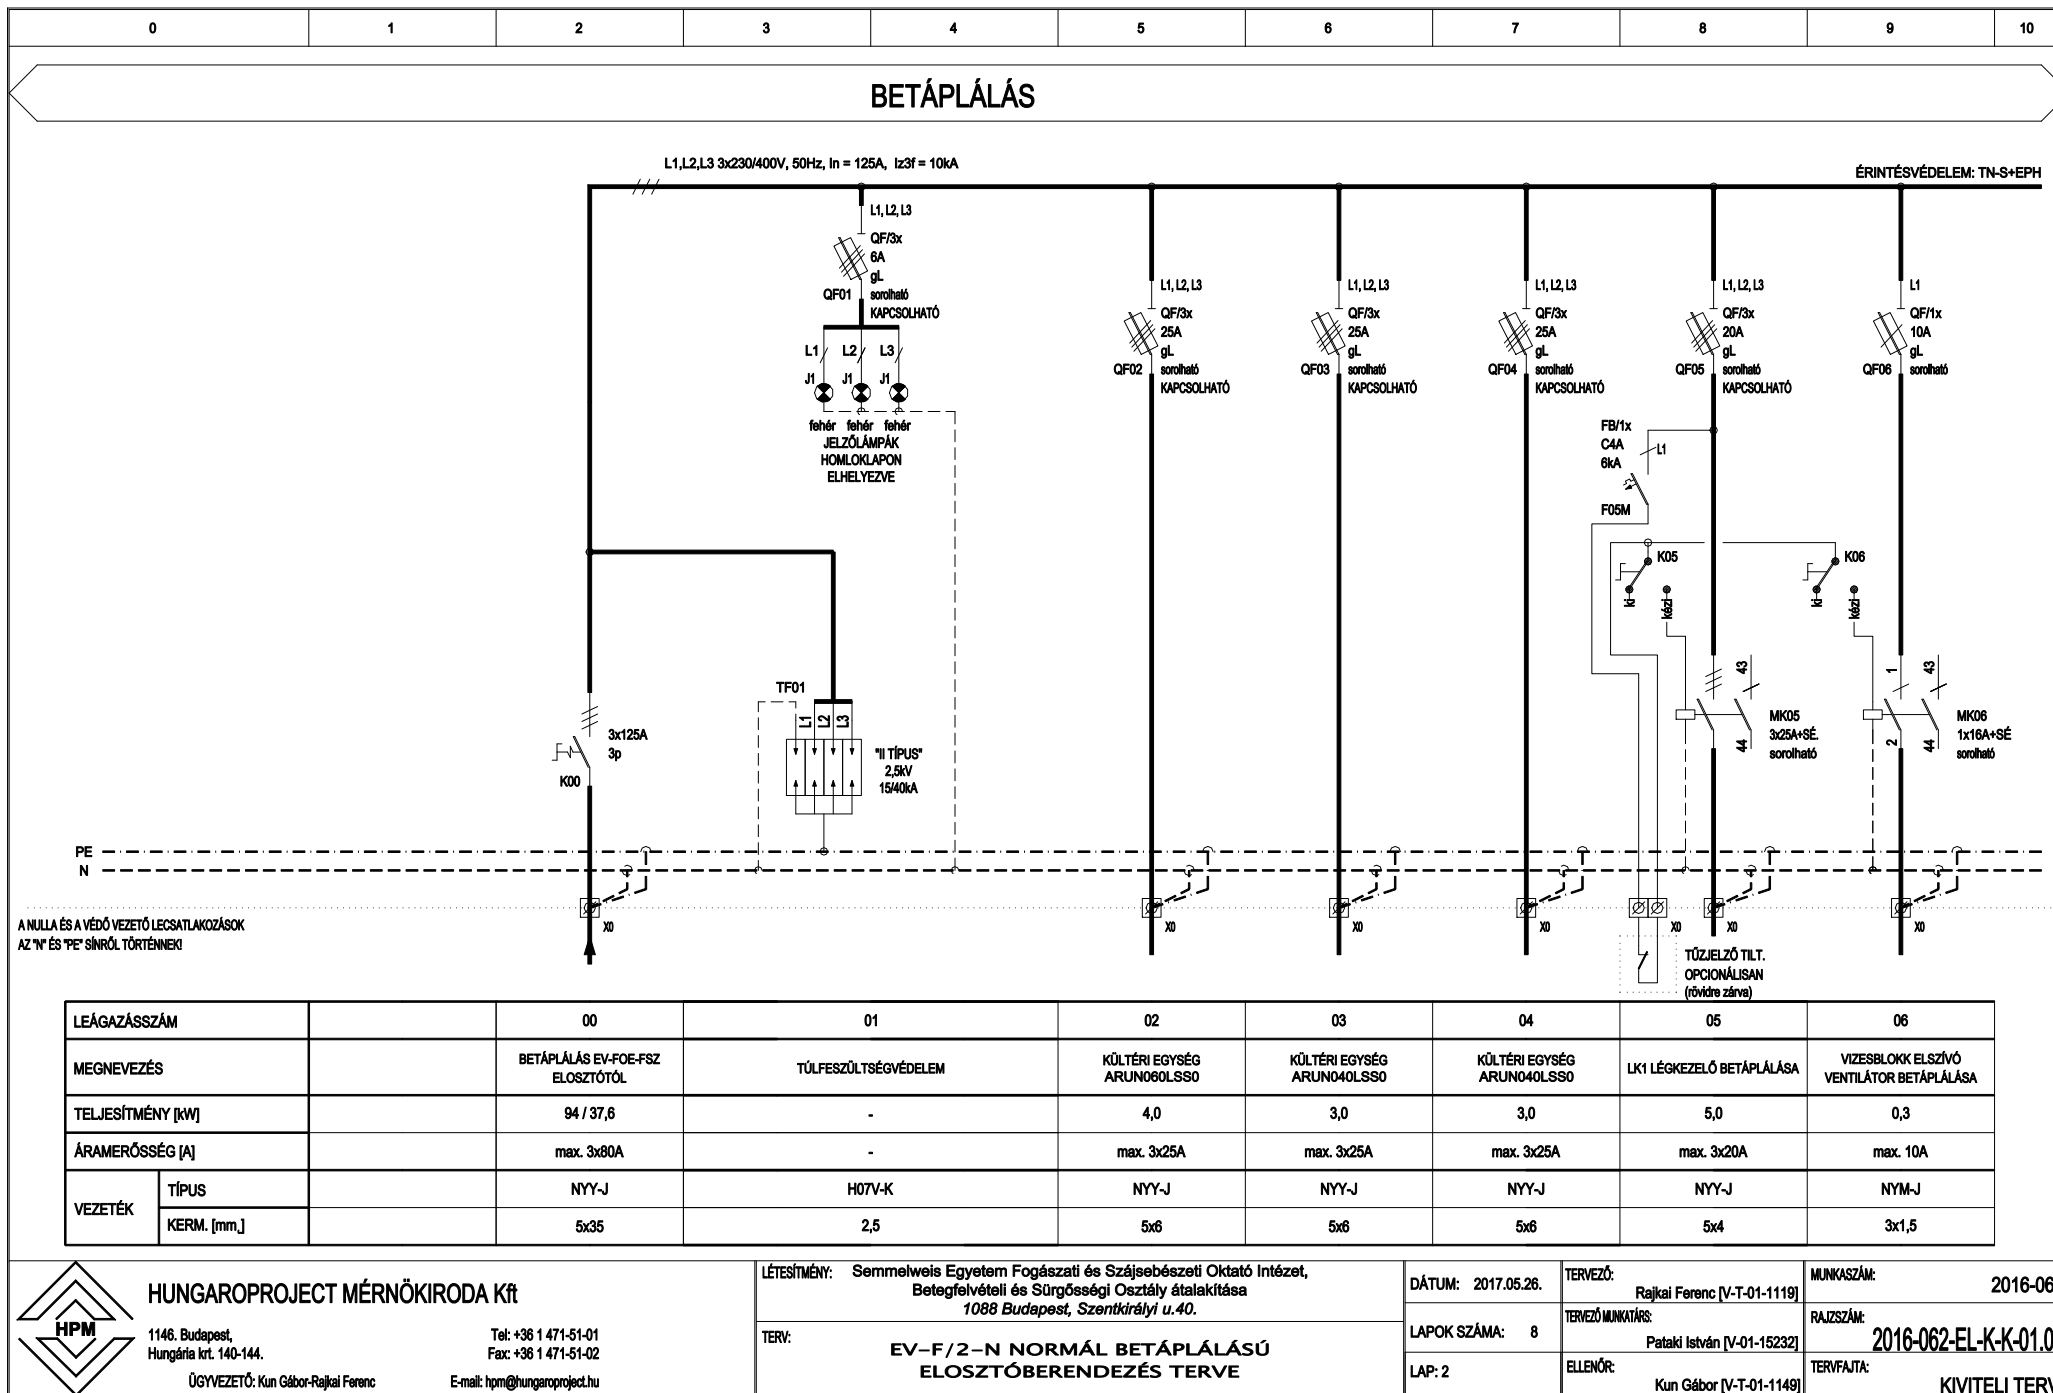 0 1 2 3 4 5 6 7 8 9 10
BETÁPLÁLÁS
L1,L2,L3 3x230/400V, 50Hz, In = 125A, Iz3f = 10kA
ÉRINTÉSVÉDELEM: TN-S+EPH
L1, L2, L3
QF/3x
6A
gL
QF01 sorolható
KAPCSOLHATÓ
L1 L2 L3
J1 J1 J1
fehér fehér fehér
JELZŐLÁMPÁK
HOMLOKLAPON
ELHELYEZVE
L1, L2, L3
QF/3x
25A
gL
QF02 sorolható
KAPCSOLHATÓ
L1, L2, L3
QF/3x
25A
gL
QF03 sorolható
KAPCSOLHATÓ
L1, L2, L3
QF/3x
25A
gL
QF04 sorolható
KAPCSOLHATÓ
L1, L2, L3
QF/3x
20A
gL
QF05 sorolható
KAPCSOLHATÓ
L1
QF/1x
10A
gL
QF06 sorolható
FB/1x
C4A
6kA
L1
F05M
K05
ki
kézi
K06
ki
kézi
TF01
L1 L2 L3
"II TÍPUS"
2,5kV
15/40kA
3x125A
3p
K00
43
44
MK05
3x25A+SÉ.
sorolható
1
2
43
44
MK06
1x16A+SÉ
sorolható
PE
N
A NULLA ÉS A VÉDŐ VEZETŐ LECSATLAKOZÁSOK
AZ "N" ÉS "PE" SÍNRŐL TÖRTÉNNEK!
X0 X0 X0 X0 X0 X0 X0
TŰZJELZŐ TILT.
OPCIONÁLISAN
(rövidre zárva)
LEÁGAZÁSSZÁM 00 01 02 03 04 05 06
MEGNEVEZÉS
BETÁPLÁLÁS EV-FOE-FSZ
ELOSZTÓTÓL
TÚLFESZÜLTSÉGVÉDELEM
KÜLTÉRI EGYSÉG
ARUN060LSS0
KÜLTÉRI EGYSÉG
ARUN040LSS0
KÜLTÉRI EGYSÉG
ARUN040LSS0
LK1 LÉGKEZELŐ BETÁPLÁLÁSA
VIZESBLOKK ELSZÍVÓ
VENTILÁTOR BETÁPLÁLÁSA
TELJESÍTMÉNY [kW] 94 / 37,6 - 4,0 3,0 3,0 5,0 0,3
ÁRAMERŐSSÉG [A] max. 3x80A - max. 3x25A max. 3x25A max. 3x25A max. 3x20A max. 10A
VEZETÉK
TÍPUS NYY-J H07V-K NYY-J NYY-J NYY-J NYY-J NYM-J
KERM. [mm,] 5x35 2,5 5x6 5x6 5x6 5x4 3x1,5
HPM
HUNGAROPROJECT MÉRNÖKIRODA Kft
1146. Budapest,
Hungária krt. 140-144.
Tel: +36 1 471-51-01
Fax: +36 1 471-51-02
ÜGYVEZETŐ: Kun Gábor-Rajkai Ferenc
E-mail: hpm@hungaroproject.hu
LÉTESÍTMÉNY: Semmelweis Egyetem Fogászati és Szájsebészeti Oktató Intézet,
Betegfelvételi és Sürgősségi Osztály átalakítása
1088 Budapest, Szentkirályi u.40.
TERV:
EV-F/2-N NORMÁL BETÁPLÁLÁSÚ
ELOSZTÓBERENDEZÉS TERVE
DÁTUM: 2017.05.26.
LAPOK SZÁMA: 8
LAP: 2
TERVEZŐ:
Rajkai Ferenc [V-T-01-1119]
TERVEZŐ MUNKATÁRS:
Pataki István [V-01-15232]
ELLENŐR:
Kun Gábor [V-T-01-1149]
MUNKASZÁM:
2016-06
RAJZSZÁM:
2016-062-EL-K-K-01.0
TERVFAJTA:
KIVITELI TERV